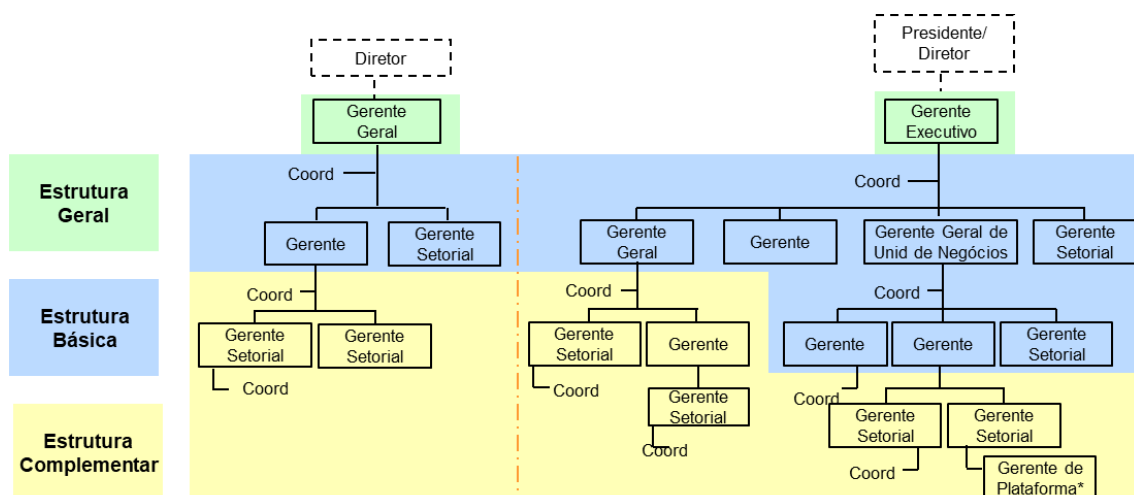 Presidente/
Diretor
Diretor
Gerente
Geral
Gerente
Executivo
Estrutura
Geral
Coord
Coord
Gerente
Gerente
Setorial
Gerente
Geral
Gerente
Gerente Geral de
Unid de Negócios
Gerente
Setorial
Estrutura
Básica
Coord
Coord
Coord
Gerente
Setorial
Gerente
Setorial
Gerente
Setorial
Gerente
Gerente
Gerente
Gerente
Setorial
Coord
Coord
Coord
Gerente
Setorial
Estrutura
Complementar
Gerente
Setorial
Gerente
Setorial
Coord
Coord
Gerente de
Plataforma*